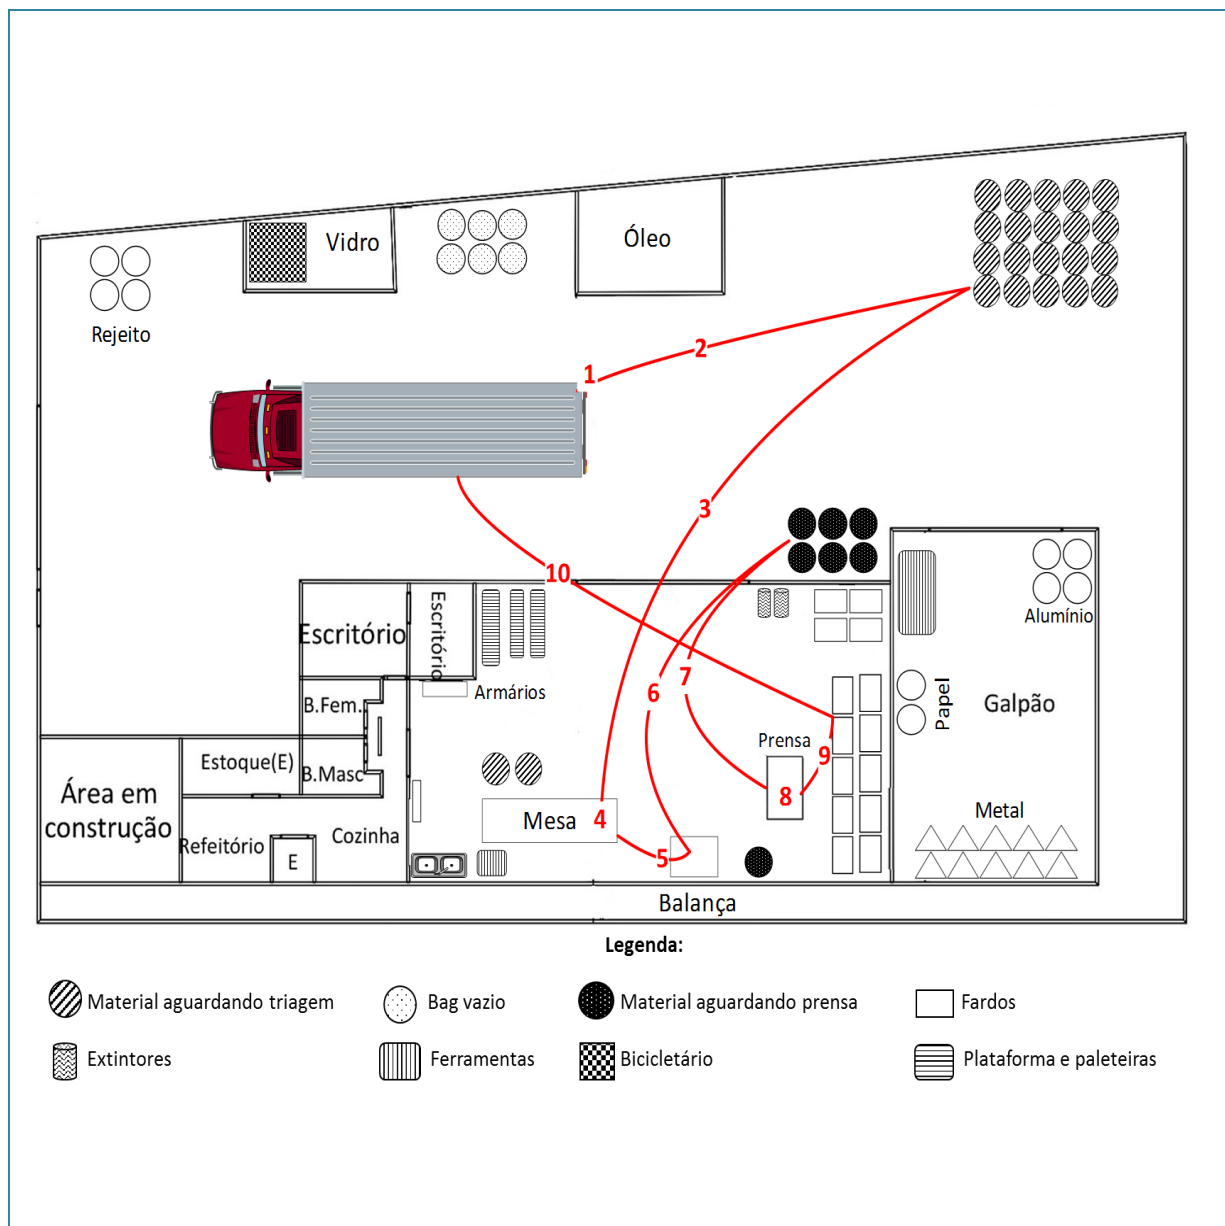 Vidro
Óleo
Rejeito
1
2
3
10
Escritório
Escritório
Armários
Alumínio
B.Fem.
6
7
Papel
Galpão
Prensa
9
Estoque(E)
B.Masc
8
Área em
construção
Mesa
4
Metal
Refeitório
Cozinha
E
5
Balança
Legenda:
Material aguardando triagem
Bag vazio
Material aguardando prensa
Fardos
Extintores
Ferramentas
Bicicletário
Plataforma e paleteiras